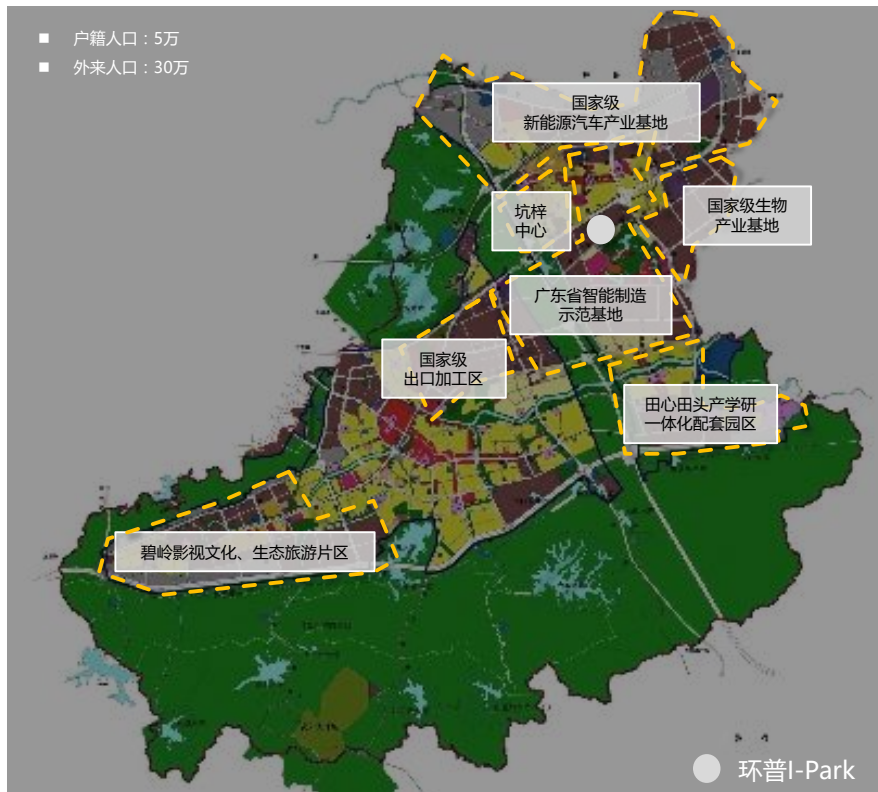 户籍人口：5万
外来人口：30万
国家级
新能源汽车产业基地
坑梓
中心
国家级生物
产业基地
广东省智能制造
示范基地
国家级
出口加工区
田心田头产学研
一体化配套园区
碧岭影视文化、生态旅游片区
环普I-Park